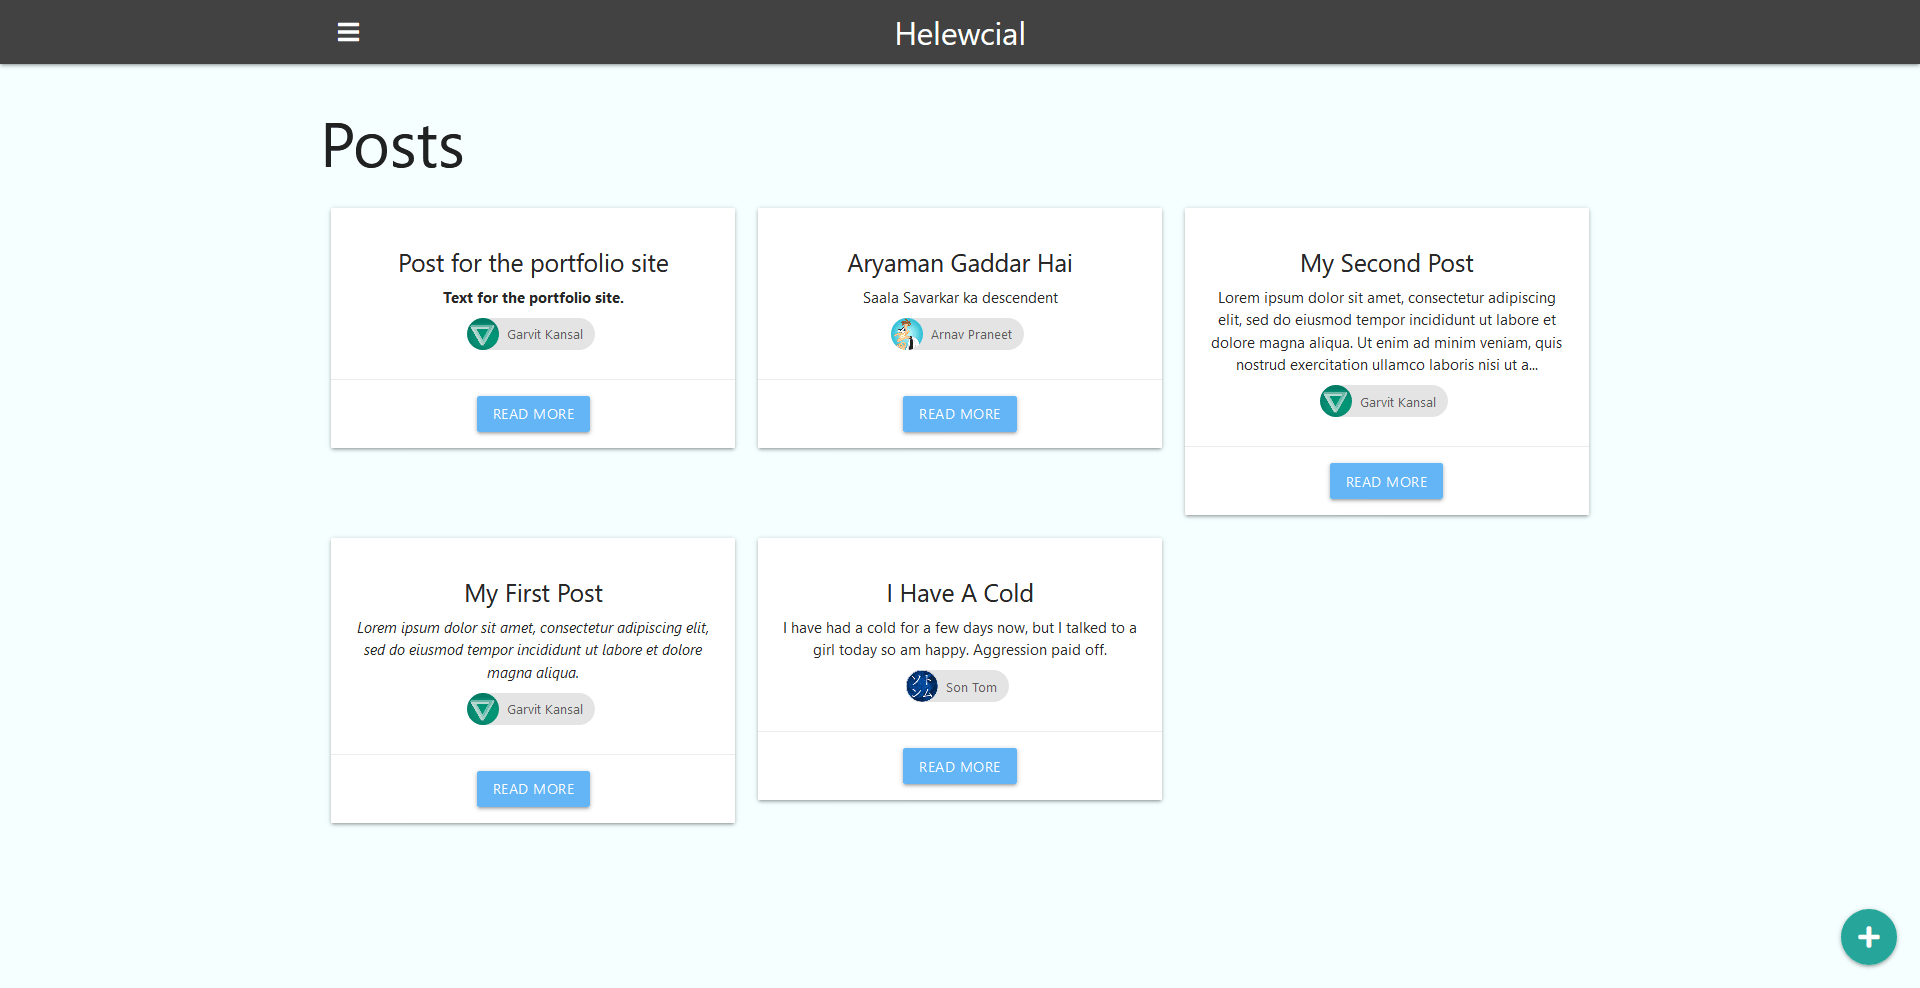 Helewcial
Posts
Post for the portfolio site
Text for the portfolio site.
Garvit Kansal
READ MORE
Aryaman Gaddar Hai
Saala Savarkar ka descendent
Arnav Praneet
READ MORE
My Second Post
Lorem ipsum dolor sit amet, consectetur adipiscing
elit, sed do eiusmod tempor incididunt ut labore et
dolore magna aliqua. Ut enim ad minim veniam, quis
nostrud exercitation ullamco laboris nisi ut a...
Garvit Kansal
READ MORE
My First Post
Lorem ipsum dolor sit amet, consectetur adipiscing elit,
sed do eiusmod tempor incididunt ut labore et dolore
magna aliqua.
Garvit Kansal
READ MORE
I Have A Cold
I have had a cold for a few days now, but I talked to a
girl today so am happy. Aggression paid off.
ソト
ンム
Son Tom
READ MORE